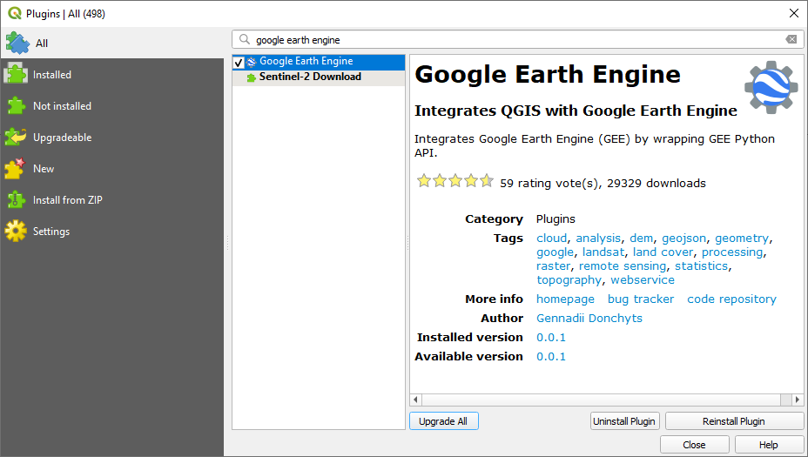 Plugins | All (498)
All
Installed
Not installed
Upgradeable
New
Install from ZIP
Settings
google earth engine
Google Earth Engine
Sentinel-2 Download
Google Earth Engine
Integrates QGIS with Google Earth Engine
Integrates Google Earth Engine (GEE) by wrapping GEE Python
API.
59 rating vote(s), 29329 downloads
Category Plugins
Tags cloud, analysis, dem, geojson, geometry,
google, landsat, land cover, processing,
raster, remote sensing, statistics,
topography, webservice
More info homepage bug tracker code repository
Author Gennadii Donchyts
Installed version 0.0.1
Available version 0.0.1
Upgrade All Uninstall Plugin Reinstall Plugin
Close Help